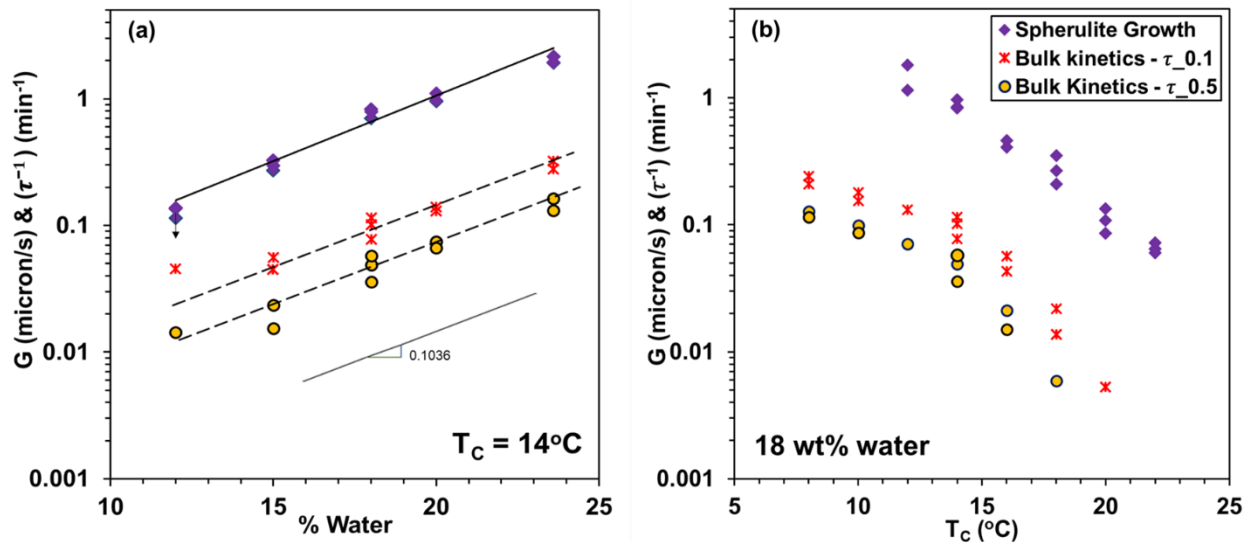 (a)
G (micron/s) & (τ⁻¹) (min⁻¹)
1
0.1
0.01
0.001
0.1036
T_C = 14°C
10
15
20
25
% Water
(b)
Spherulite Growth
Bulk kinetics - τ_0.1
Bulk Kinetics - τ_0.5
G (micron/s) & (τ⁻¹) (min⁻¹)
1
0.1
0.01
0.001
18 wt% water
5
10
15
20
25
T_C (°C)